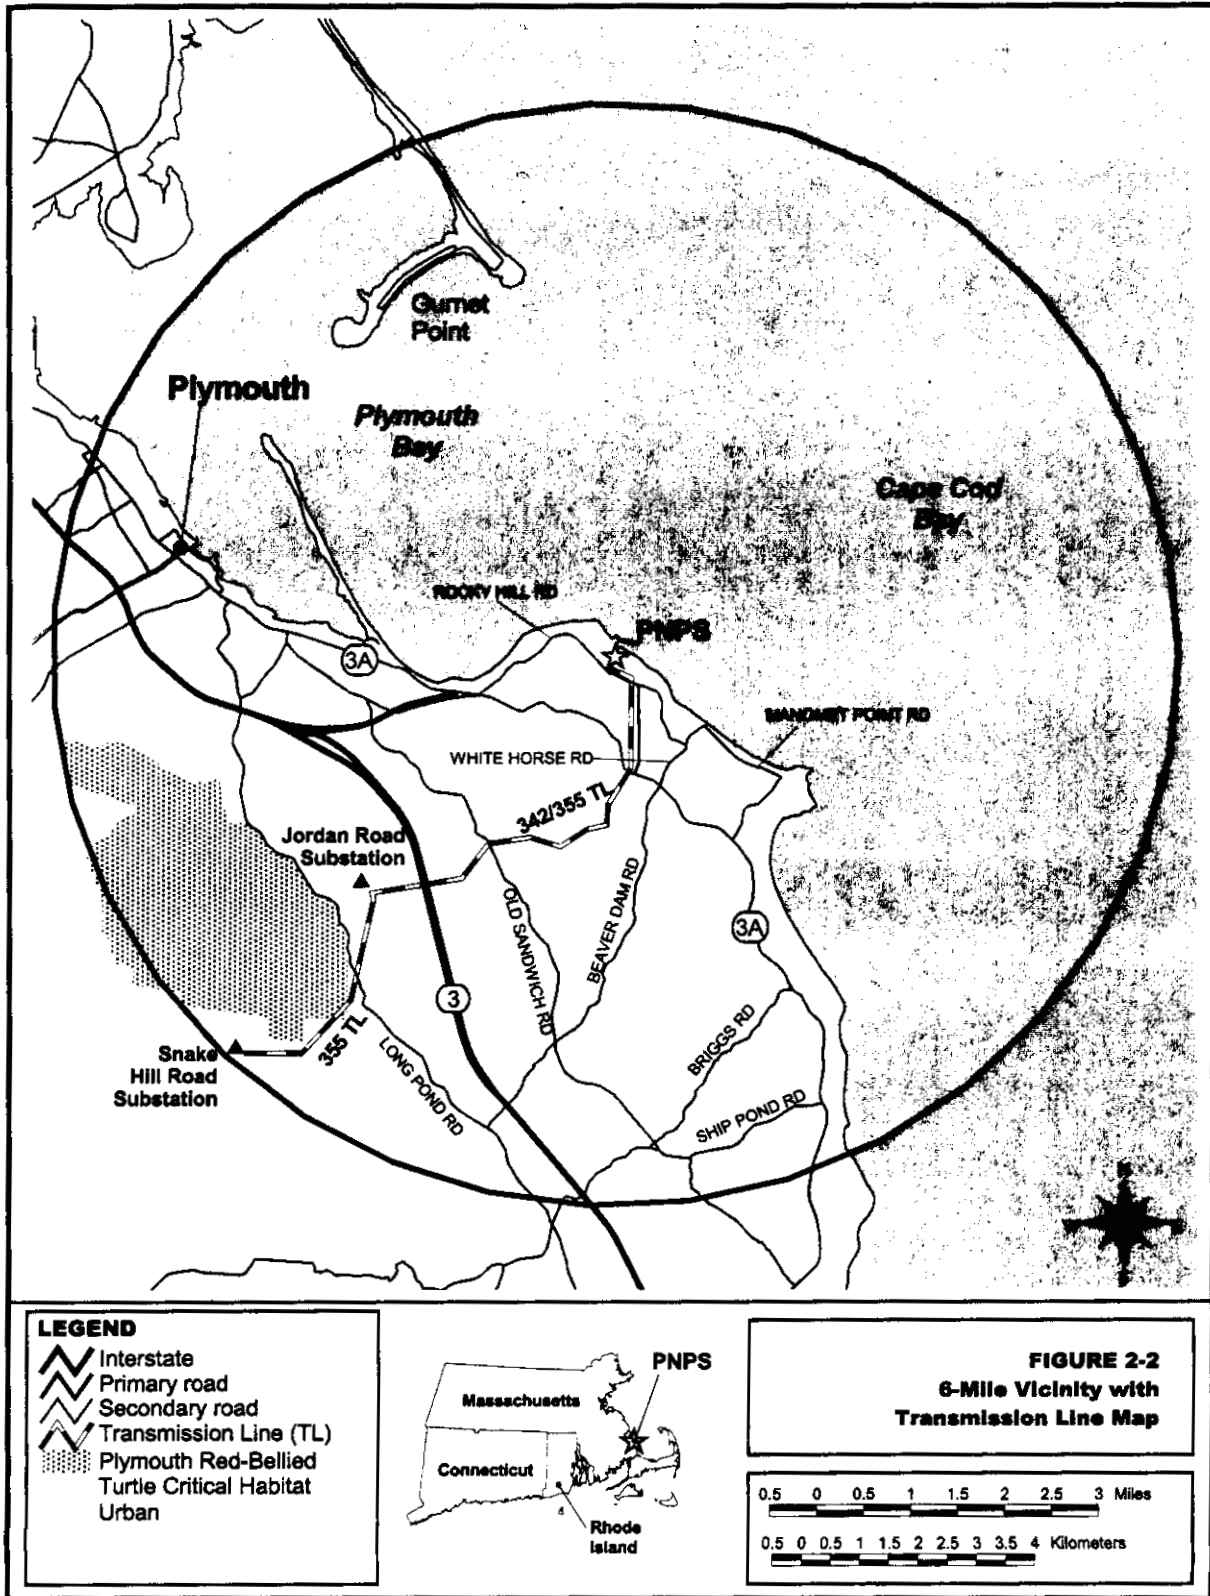 Gurnet
Point
Plymouth
Plymouth
Bay
Cape Cod
Bay
ROCKY HILL RD
PNPS
3A
MANOMET POINT RD
WHITE HORSE RD
342/355 TL
Jordan Road
Substation
OLD SANDWICH RD
BEAVER DAM RD
3A
3
355 TL
BRIGGS RD
LONG POND RD
Snake
Hill Road
Substation
SHIP POND RD
N
LEGEND
Interstate
Primary road
Secondary road
Transmission Line (TL)
Plymouth Red-Bellied
Turtle Critical Habitat
Urban
PNPS
Massachusetts
Connecticut
Rhode
Island
FIGURE 2-2
6-Mile Vicinity with
Transmission Line Map
0.5 0 0.5 1 1.5 2 2.5 3 Miles
0.5 0 0.5 1 1.5 2 2.5 3 3.5 4 Kilometers